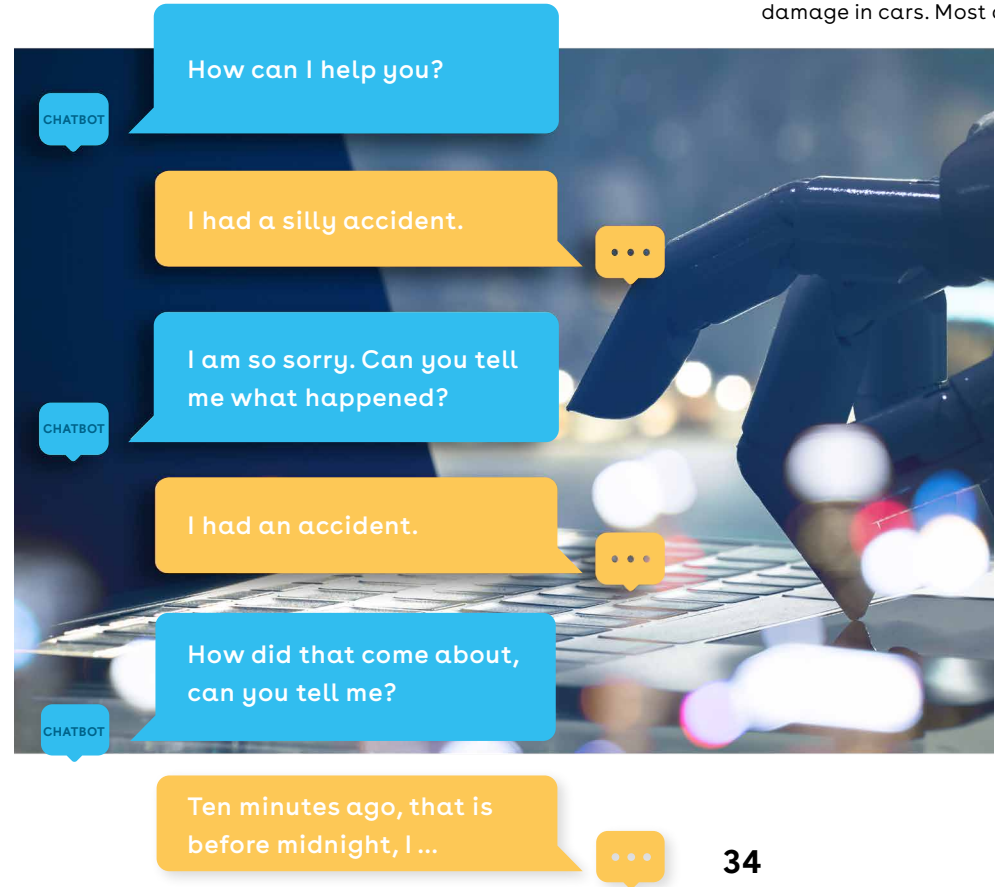 damage in cars. Most
How can I help you?
CHATBOT
I had a silly accident.
I am so sorry. Can you tell
me what happened?
CHATBOT
I had an accident.
How did that come about,
can you tell me?
CHATBOT
Ten minutes ago, that is
before midnight, I ...
34